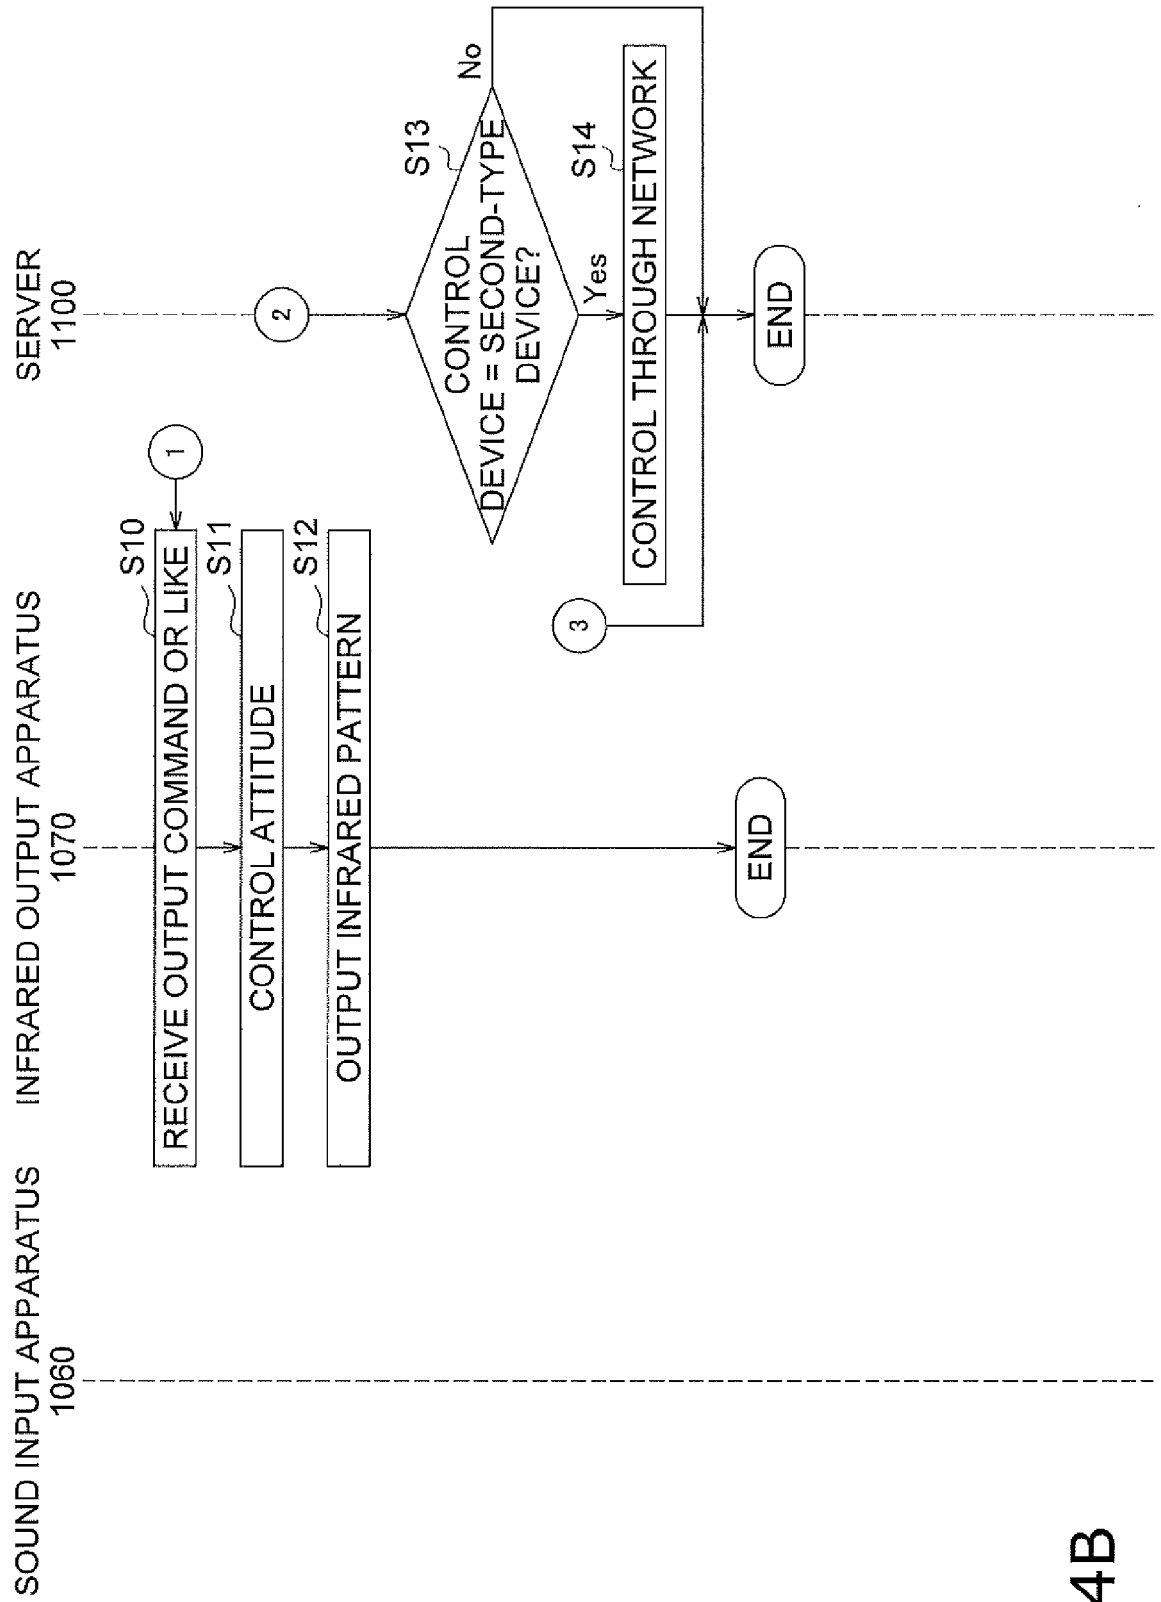 SOUND INPUT APPARATUS
1060
INFRARED OUTPUT APPARATUS
1070
SERVER
1100
1
S10
RECEIVE OUTPUT COMMAND OR LIKE
S11
CONTROL ATTITUDE
S12
OUTPUT INFRARED PATTERN
END
2
S13
CONTROL
DEVICE = SECOND-TYPE
DEVICE?
No
Yes
S14
CONTROL THROUGH NETWORK
3
END
4B